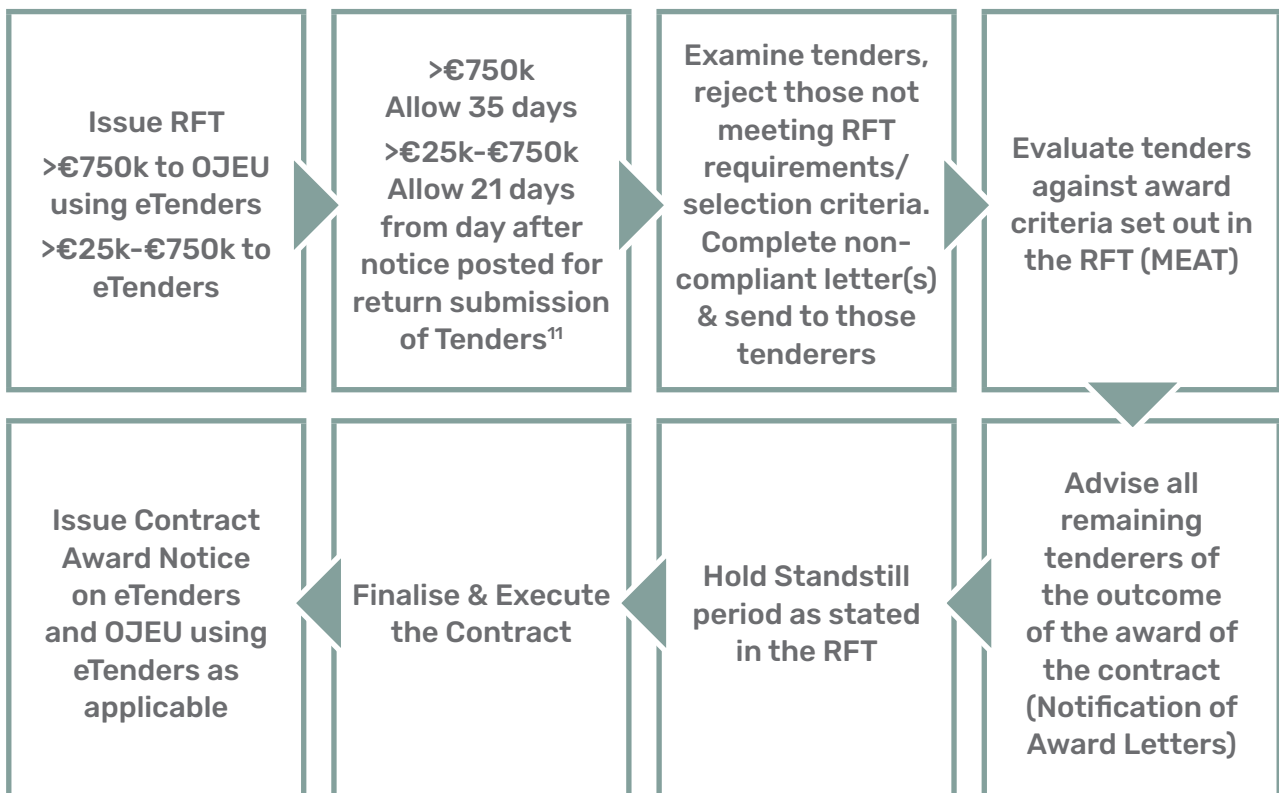 Issue RFT
>€750k to OJEU
using eTenders
>€25k-€750k to
eTenders
>€750k
Allow 35 days
>€25k-€750k
Allow 21 days
from day after
notice posted for
return submission
of Tenders¹¹
Examine tenders,
reject those not
meeting RFT
requirements/
selection criteria.
Complete non-
compliant letter(s)
& send to those
tenderers
Evaluate tenders
against award
criteria set out in
the RFT (MEAT)
Advise all
remaining
tenderers of
the outcome
of the award of
the contract
(Notification of
Award Letters)
Hold Standstill
period as stated
in the RFT
Finalise & Execute
the Contract
Issue Contract
Award Notice
on eTenders
and OJEU using
eTenders as
applicable